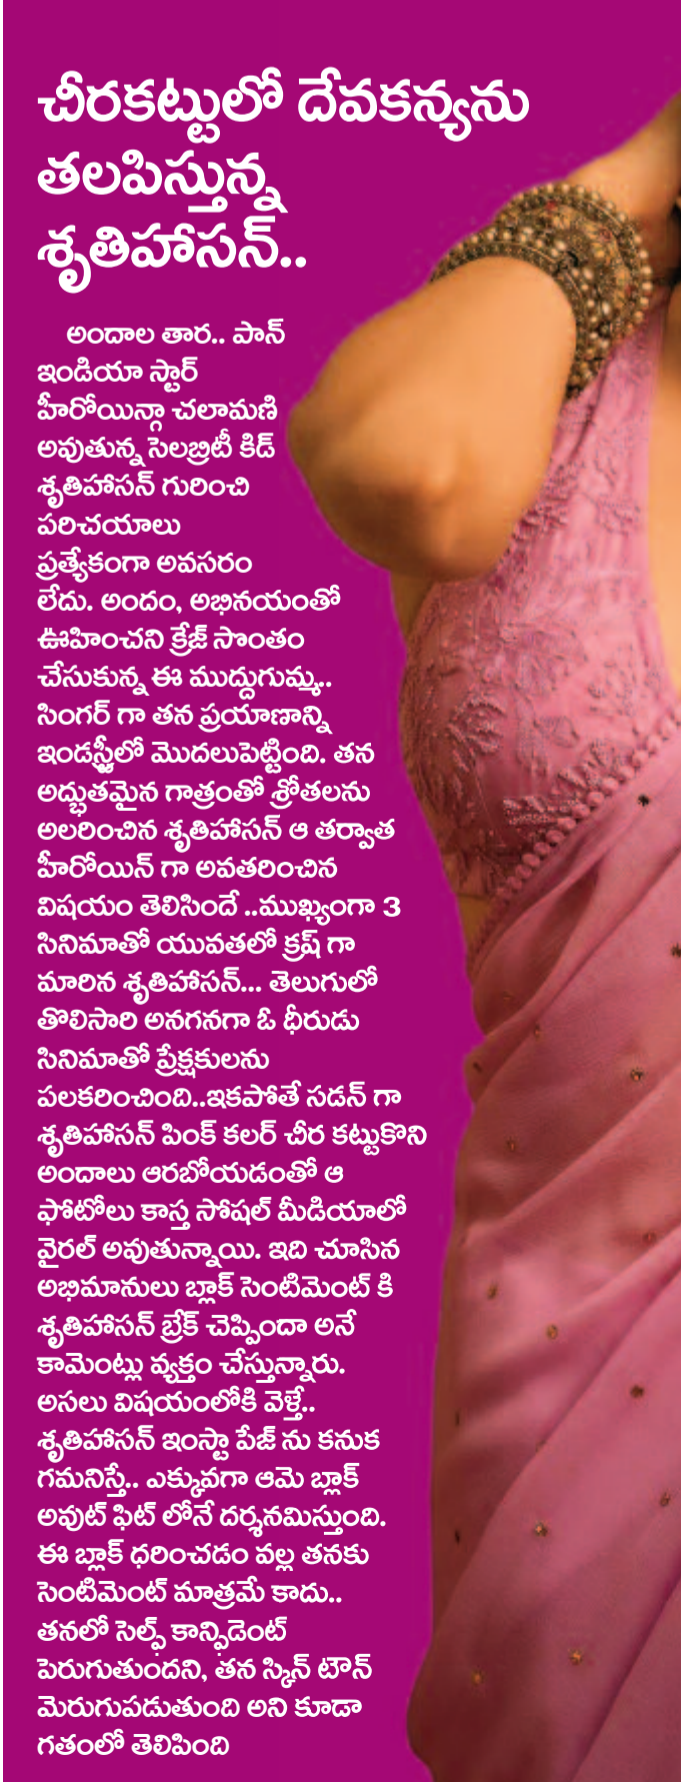 చీరకట్టులో దేవకన్యను
తలపిస్తున్న
శృతిహాసన్..
అందాల తార.. పాన్
ఇండియా స్టార్
హీరోయిన్గా చలామణి
అవుతున్న సెలబ్రిటీ కిడ్
శృతిహాసన్ గురించి
పరిచయాలు
ప్రత్యేకంగా అవసరం
లేదు. అందం, అభినయంతో
ఊహించని క్రేజ్ సొంతం
చేసుకున్న ఈ ముద్దుగుమ్మ..
సింగర్ గా తన ప్రయాణాన్ని
ఇండస్ట్రీలో మొదలుపెట్టింది. తన
అద్భుతమైన గాత్రంతో శ్రోతలను
అలరించిన శృతిహాసన్ ఆ తర్వాత
హీరోయిన్ గా అవతరించిన
విషయం తెలిసిందే ..ముఖ్యంగా 3
సినిమాతో యువతలో క్రష్ గా
మారిన శృతిహాసన్... తెలుగులో
తొలిసారి అనగనగా ఓ ధీరుడు
సినిమాతో ప్రేక్షకులను
పలకరించింది..ఇకపోతే సడన్ గా
శృతిహాసన్ పింక్ కలర్ చీర కట్టుకొని
అందాలు ఆరబోయడంతో ఆ
ఫోటోలు కాస్త సోషల్ మీడియాలో
వైరల్ అవుతున్నాయి. ఇది చూసిన
అభిమానులు బ్లాక్ సెంటిమెంట్ కి
శృతిహాసన్ బ్రేక్ చెప్పిందా అనే
కామెంట్లు వ్యక్తం చేస్తున్నారు.
అసలు విషయంలోకి వెళ్తే..
శృతిహాసన్ ఇంస్టా పేజ్ ను కనుక
గమనిస్తే.. ఎక్కువగా ఆమె బ్లాక్
అవుట్ ఫిట్ లోనే దర్శనమిస్తుంది.
ఈ బ్లాక్ ధరించడం వల్ల తనకు
సెంటిమెంట్ మాత్రమే కాదు..
తనలో సెల్ఫ్ కాన్ఫిడెంట్
పెరుగుతుందని, తన స్కిన్ టౌన్
మెరుగుపడుతుంది అని కూడా
గతంలో తెలిపింది